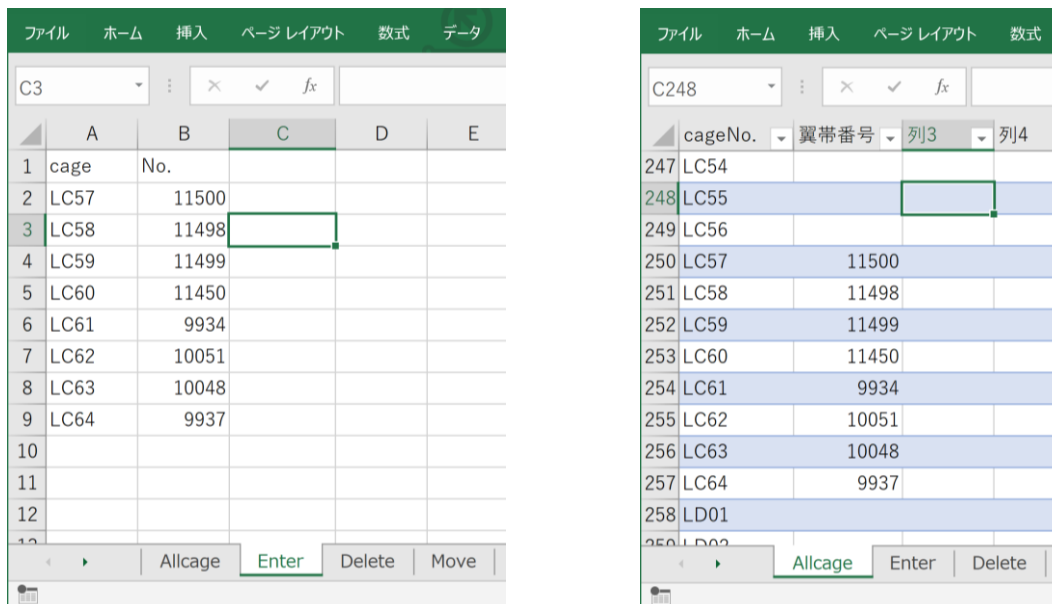 ファイル ホーム 挿入 ページ レイアウト 数式 データ
C3 fx
A B C D E
1 cage No.
2 LC57 11500
3 LC58 11498
4 LC59 11499
5 LC60 11450
6 LC61 9934
7 LC62 10051
8 LC63 10048
9 LC64 9937
10
11
12
Allcage Enter Delete Move
ファイル ホーム 挿入 ページ レイアウト 数式
C248 fx
cageNo. 翼帯番号 列3 列4
247 LC54
248 LC55
249 LC56
250 LC57 11500
251 LC58 11498
252 LC59 11499
253 LC60 11450
254 LC61 9934
255 LC62 10051
256 LC63 10048
257 LC64 9937
258 LD01
Allcage Enter Delete